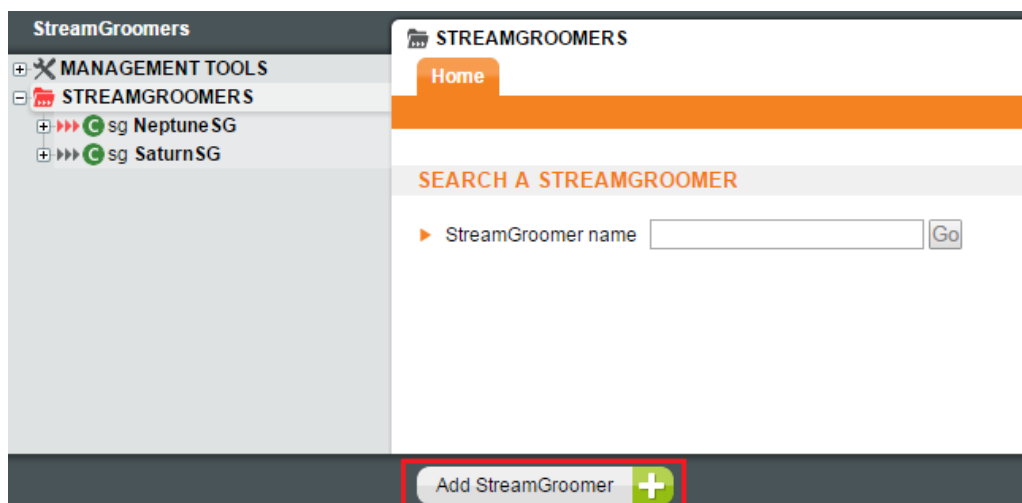 StreamGroomers
MANAGEMENT TOOLS
STREAMGROOMERS
C sg NeptuneSG
C sg SaturnSG
STREAMGROOMERS
Home
SEARCH A STREAMGROOMER
StreamGroomer name Go
Add StreamGroomer